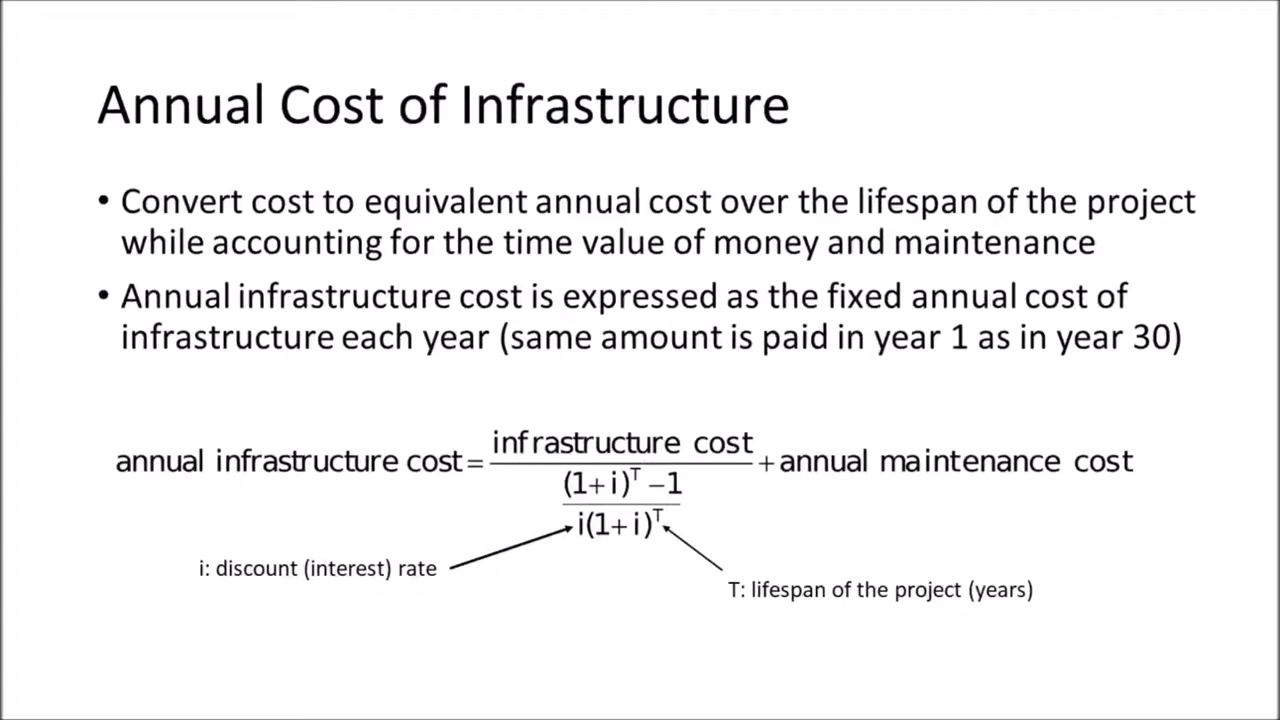 Annual Cost of Infrastructure
• Convert cost to equivalent annual cost over the lifespan of the project
while accounting for the time value of money and maintenance
• Annual infrastructure cost is expressed as the fixed annual cost of
infrastructure each year (same amount is paid in year 1 as in year 30)
infrastructure cost
annual infrastructure cost= + annual maintenance cost
(1+i)ᵀ −1
i(1+i)ᵀ
i: discount (interest) rate
T: lifespan of the project (years)